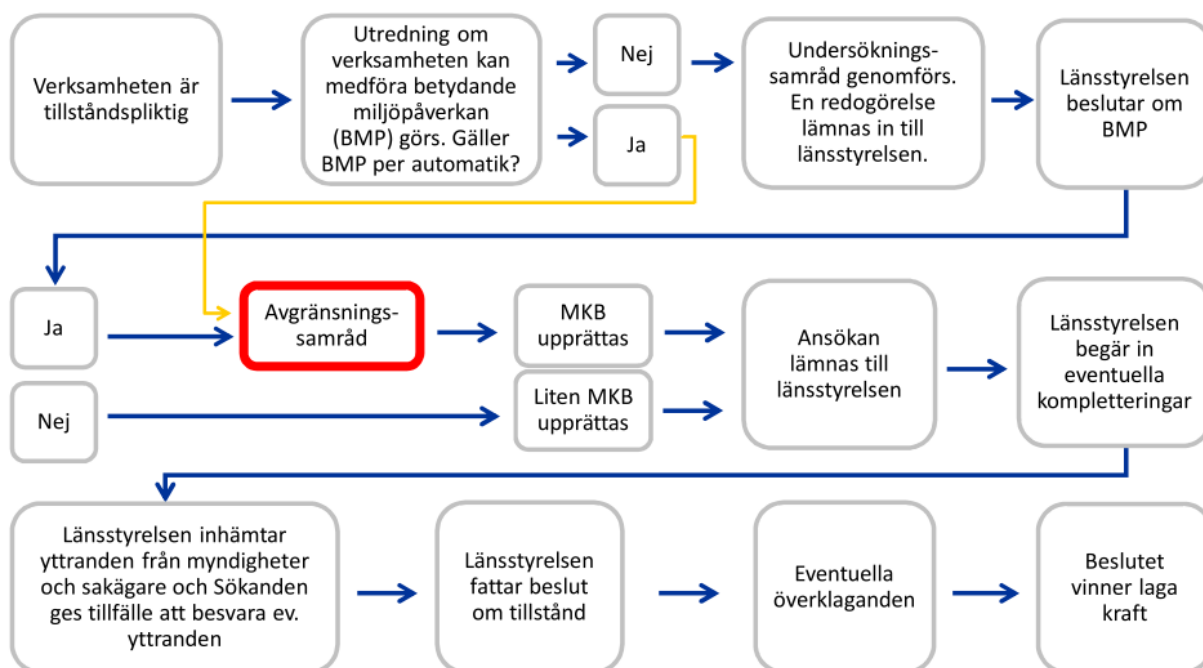 Verksamheten är
tillståndspliktig
Utredning om
verksamheten kan
medföra betydande
miljöpåverkan
(BMP) görs. Gäller
BMP per automatik?
Nej
Ja
Undersöknings-
samråd genomförs.
En redogörelse
lämnas in till
länsstyrelsen.
Länsstyrelsen
beslutar om
BMP
Ja
Avgränsnings-
samråd
MKB
upprättas
Nej
Liten MKB
upprättas
Ansökan
lämnas till
länsstyrelsen
Länsstyrelsen
begär in
eventuella
kompletteringar
Länsstyrelsen inhämtar
yttranden från myndigheter
och sakägare och Sökanden
ges tillfälle att besvara ev.
yttranden
Länsstyrelsen
fattar beslut
om tillstånd
Eventuella
överklaganden
Beslutet
vinner laga
kraft